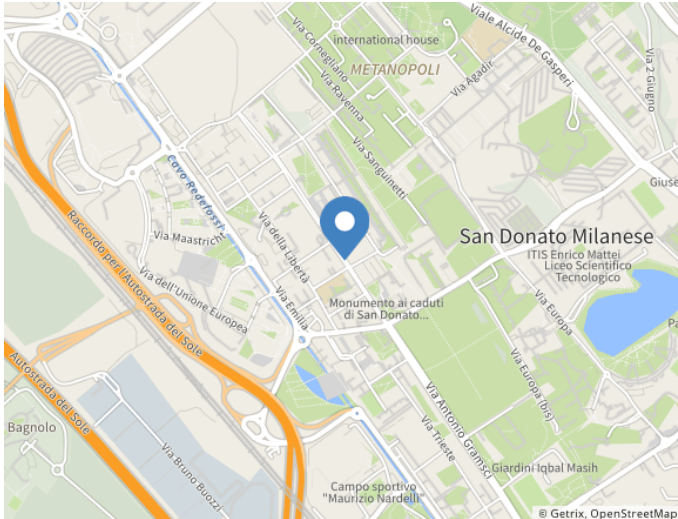 Viale Alcide De Gasperi
Via Cornegliano
international house
METANOPOLI
Via Agadir
Via 2 Giugno
Via Ravenna
Via Sanguinetti
Cavo Redefossi
Giuse
Raccordo per l'Autostrada del Sole
Via Maastricht
Via della Libertà
San Donato Milanese
ITIS Enrico Mattei
Liceo Scientifico
Tecnologico
Via dell'Unione Europea
Via Emilia
Monumento ai caduti
di San Donato...
Via Europa
Pa
Autostrada del Sole
Via Europa (bis)
Bagnolo
Via Bruno Buozzi
Via Trieste
Via Antonio Gramsci
Giardini Iqbal Masih
Campo sportivo
"Maurizio Nardelli"
© Getrix, OpenStreetMap